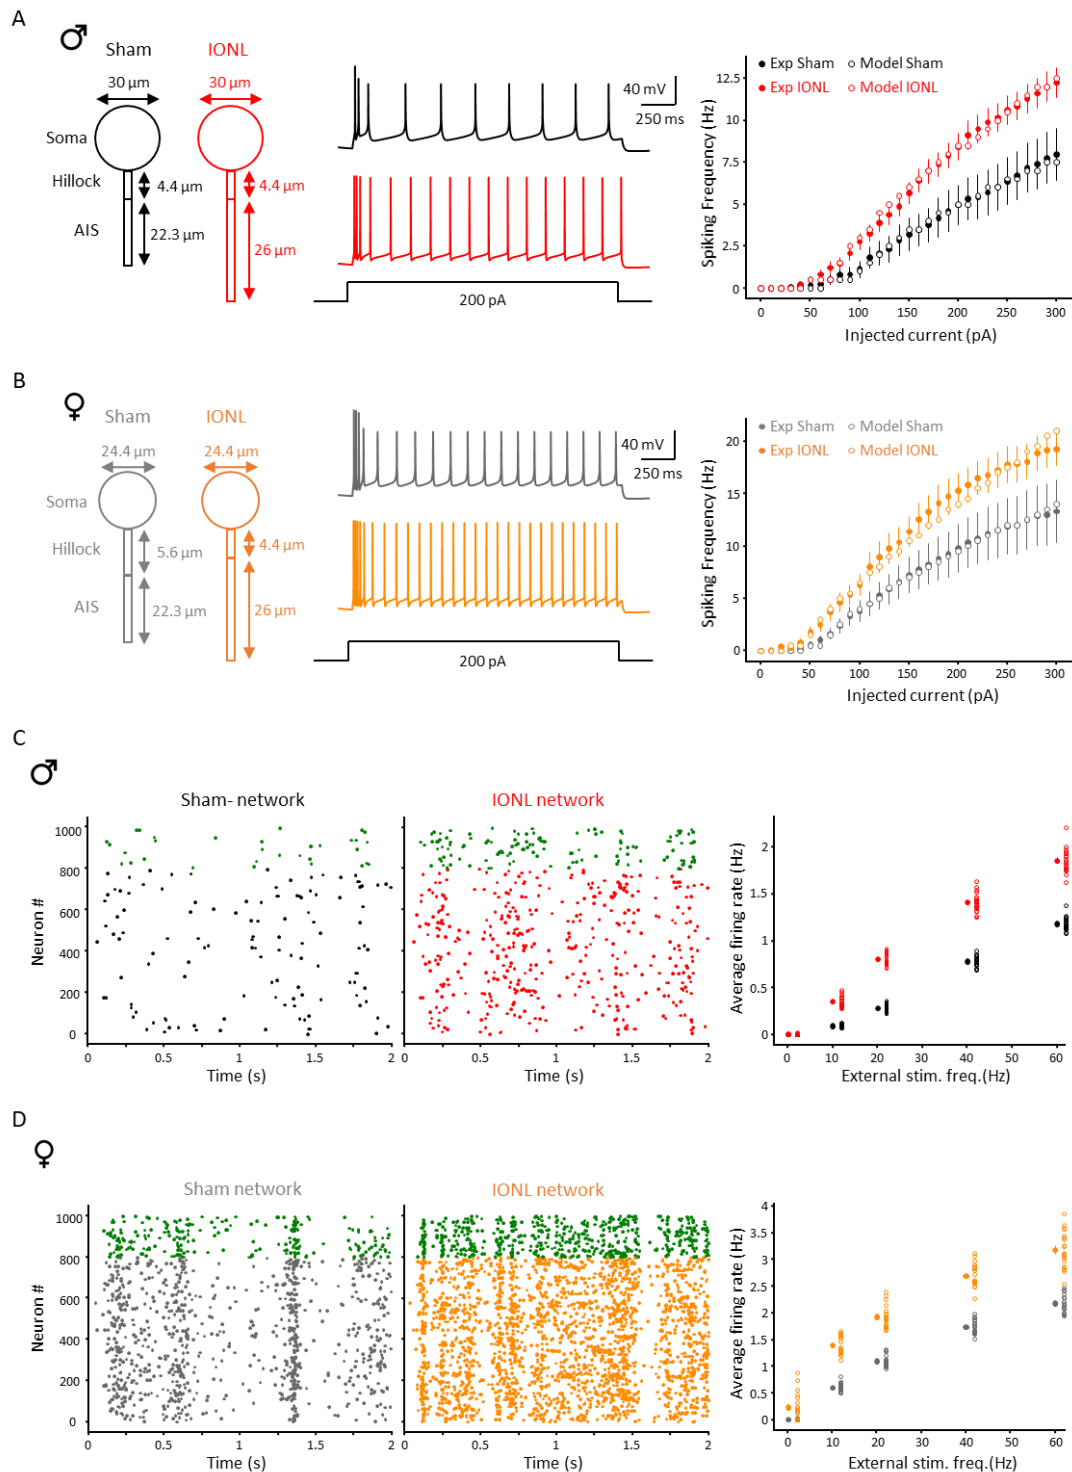 A
♂
Sham
IONL
30 µm
30 µm
Soma
Hillock
4.4 µm
4.4 µm
AIS
22.3 µm
26 µm
40 mV
250 ms
200 pA
Exp Sham
Model Sham
Exp IONL
Model IONL
Spiking Frequency (Hz)
12.5
10
7.5
5
2.5
0
0
50
100
150
200
250
300
Injected current (pA)
B
♀
Sham
IONL
24.4 µm
24.4 µm
Soma
Hillock
5.6 µm
4.4 µm
AIS
22.3 µm
26 µm
40 mV
250 ms
200 pA
Exp Sham
Model Sham
Exp IONL
Model IONL
Spiking Frequency (Hz)
20
15
10
5
0
0
50
100
150
200
250
300
Injected current (pA)
C
♂
Sham- network
IONL network
Neuron #
1000
800
600
400
200
0
0
0.5
1
1.5
2
Time (s)
0.5
1
1.5
2
Time (s)
Average firing rate (Hz)
2
1.5
1
0.5
0
0
10
20
30
40
50
60
External stim. freq.(Hz)
D
♀
Sham network
IONL network
Neuron #
1000
800
600
400
200
0
0
0.5
1
1.5
2
Time (s)
0.5
1
1.5
2
Time (s)
Average firing rate (Hz)
4
3.5
3
2.5
2
1.5
1
0.5
0
0
10
20
30
40
50
60
External stim. freq.(Hz)